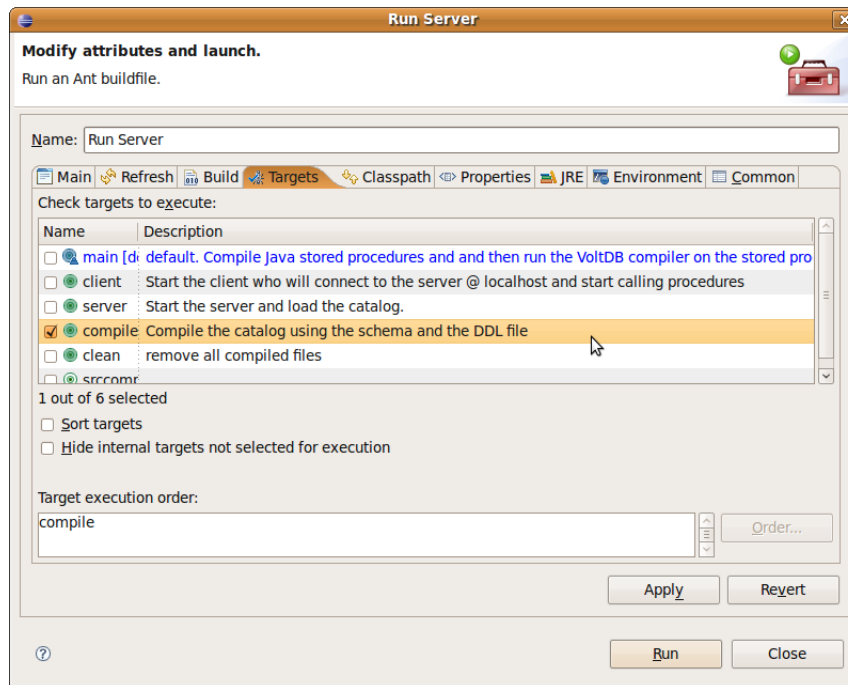 Run Server
Modify attributes and launch.
Run an Ant buildfile.
Name: Run Server
Main Refresh Build Targets Classpath Properties JRE Environment Common
Check targets to execute:
Name Description
main [d default. Compile Java stored procedures and and then run the VoltDB compiler on the stored pro
client Start the client who will connect to the server @ localhost and start calling procedures
server Start the server and load the catalog.
compile Compile the catalog using the schema and the DDL file
clean remove all compiled files
srccom
1 out of 6 selected
Sort targets
Hide internal targets not selected for execution
Target execution order:
compile
Order...
Apply Revert
? Run Close